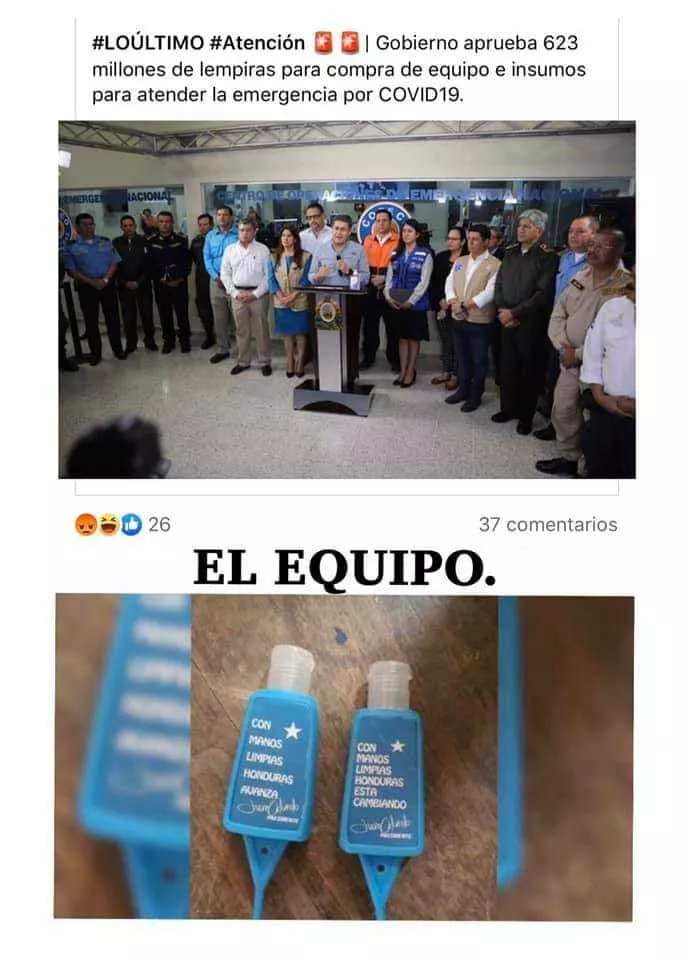 #LOÚLTIMO #Atención 🚨 🚨 | Gobierno aprueba 623
millones de lempiras para compra de equipo e insumos
para atender la emergencia por COVID19.
CENTRO DE OPERACIONES DE EMERGENCIA NACIONAL
NACIONAL
COPECO
26
37 comentarios
EL EQUIPO.
CON
MANOS
LIMPIAS
HONDURAS
AVANZA
Juan Orlando
PRESIDENTE
CON
MANOS
LIMPIAS
HONDURAS
ESTA
CAMBIANDO
Juan Orlando
PRESIDENTE